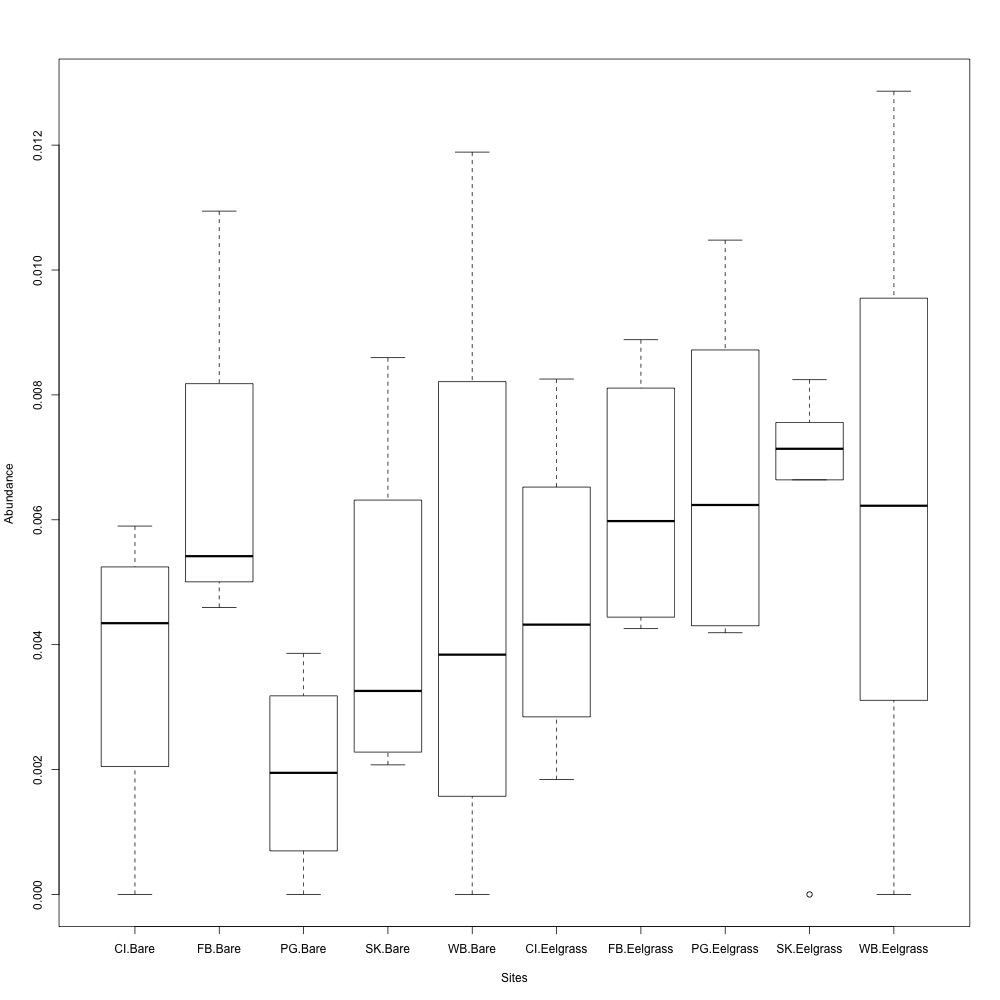 0.012
0.010
0.008
0.006
0.004
0.002
0.000
Abundance
CI.Bare FB.Bare PG.Bare SK.Bare WB.Bare CI.Eelgrass FB.Eelgrass PG.Eelgrass SK.Eelgrass WB.Eelgrass
Sites